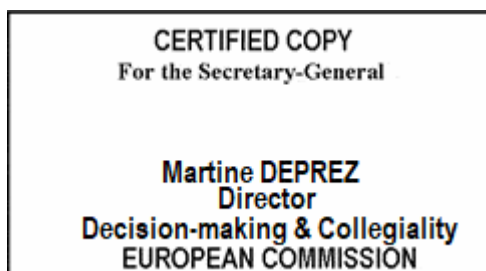 CERTIFIED COPY
For the Secretary-General
Martine DEPREZ
Director
Decision-making & Collegiality
EUROPEAN COMMISSION